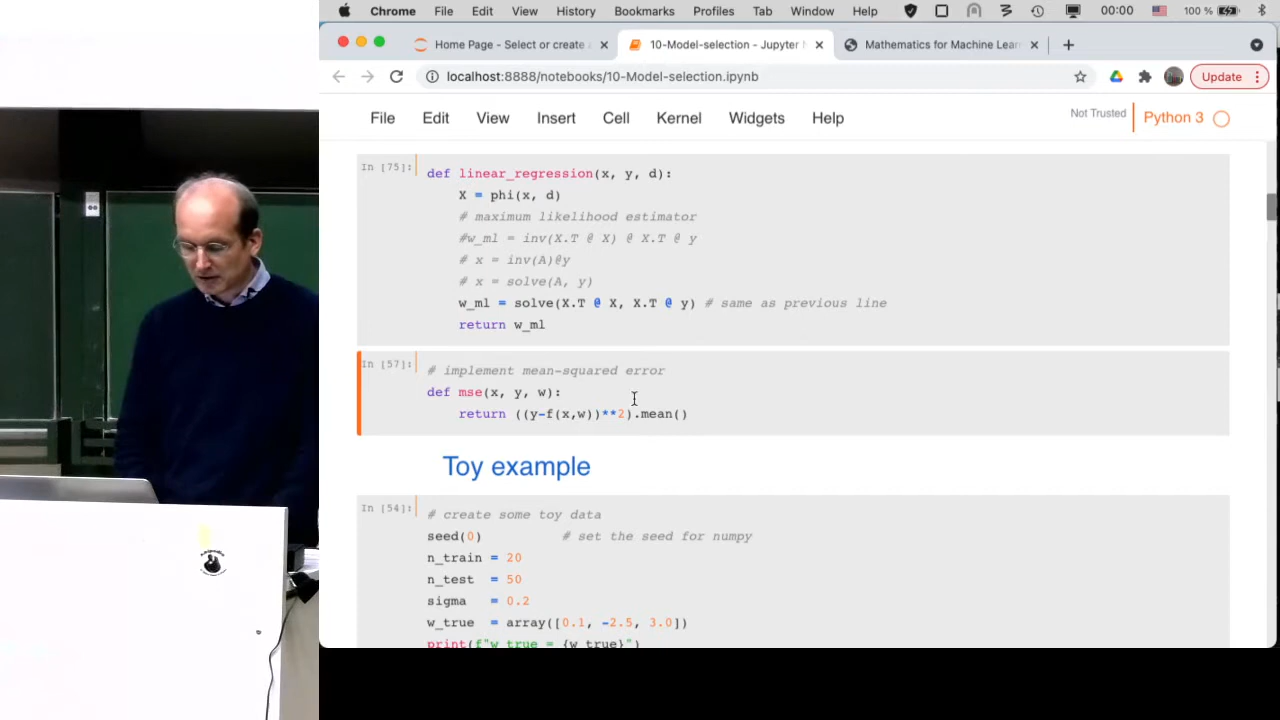 Chrome File Edit View History Bookmarks Profiles Tab Window Help 00:00 100 %
Home Page - Select or create a
10-Model-selection - Jupyter
Mathematics for Machine Lear
localhost:8888/notebooks/10-Model-selection.ipynb
Update
File Edit View Insert Cell Kernel Widgets Help
Not Trusted
Python 3
In [75]:
def linear_regression(x, y, d):
X = phi(x, d)
# maximum likelihood estimator
#w_ml = inv(X.T @ X) @ X.T @ y
# x = inv(A)@y
# x = solve(A, y)
w_ml = solve(X.T @ X, X.T @ y) # same as previous line
return w_ml
In [57]:
# implement mean-squared error
def mse(x, y, w):
return ((y-f(x,w))**2).mean()
Toy example
In [54]:
# create some toy data
seed(0) # set the seed for numpy
n_train = 20
n_test = 50
sigma = 0.2
w_true = array([0.1, -2.5, 3.0])
print(f"w_true = {w_true}")